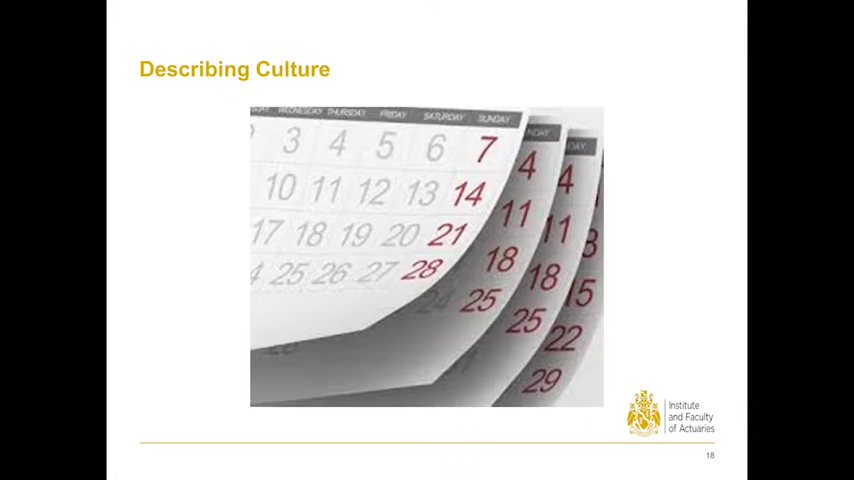 Describing Culture
WEDNESDAY THURSDAY FRIDAY SATURDAY SUNDAY
3 4 5 6 7
10 11 12 13 14
17 18 19 20 21
25 26 27 28
4
11
18
24 25
4
11
18
25
15
22
29
Institute
and Faculty
of Actuaries
18